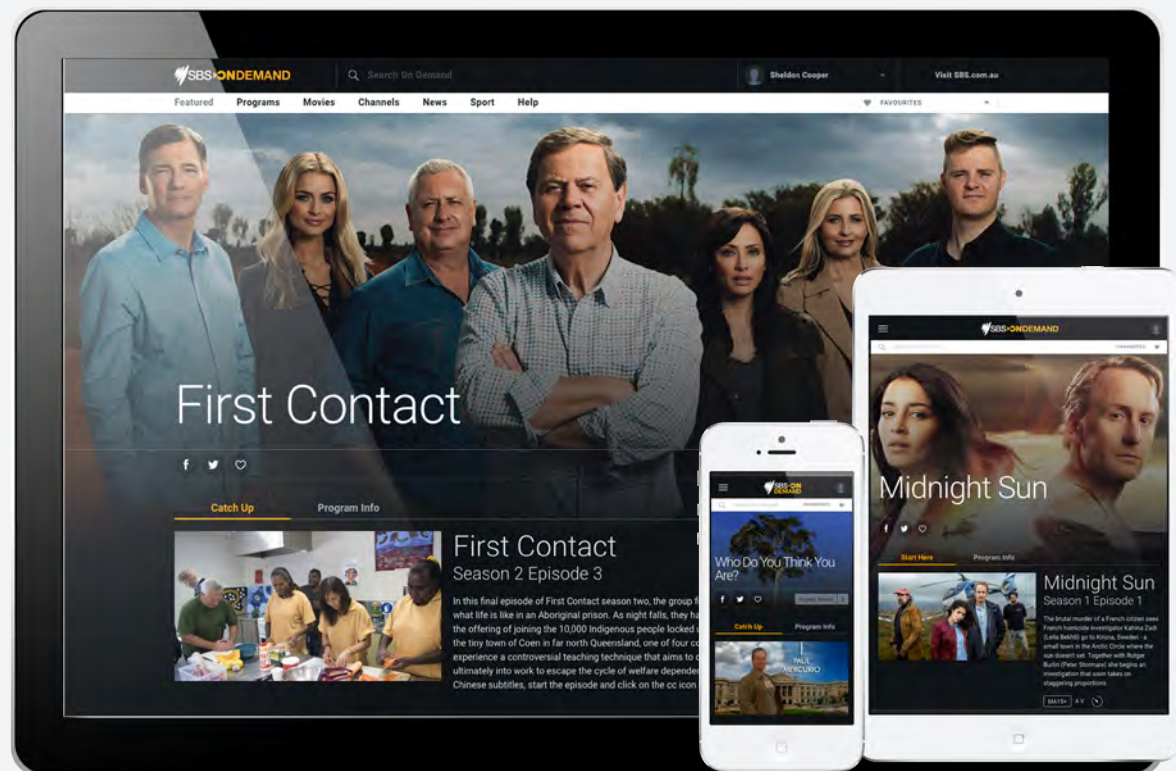 SBS ON DEMAND
Search On Demand
Sheldon Cooper
Visit SBS.com.au
Featured Programs Movies Channels News Sport Help
FAVOURITES
First Contact
Catch Up Program Info
First Contact
Season 2 Episode 3
In this final episode of First Contact season two, the group
what life is like in an Aboriginal prison. As night falls, they
the offering of joining the 10,000 Indigenous people locked
the tiny town of Coen in far north Queensland, one of four
experience a controversial teaching technique that aims to
ultimately into work to escape the cycle of welfare
Chinese subtitles, start the episode and click on the cc icon
SBS ON
DEMAND
FAVOURITES
Who Do You Think You
Are?
Catch Up Program Info
PAUL
MERCURIO
SBS ON DEMAND
FAVOURITES
Midnight Sun
Start Here Program Info
Midnight Sun
Season 1 Episode 1
The brutal murder of a French citizen sees
French homicide investigator Kahina Zadi
(Leïla Bekhti) go to Kiruna, Sweden - a
small town in the Arctic Circle where the
sun doesn't set. Together with Rutger
Burlin (Peter Stormare) she begins an
investigation that soon takes on
staggering proportions.
MA15+ A V